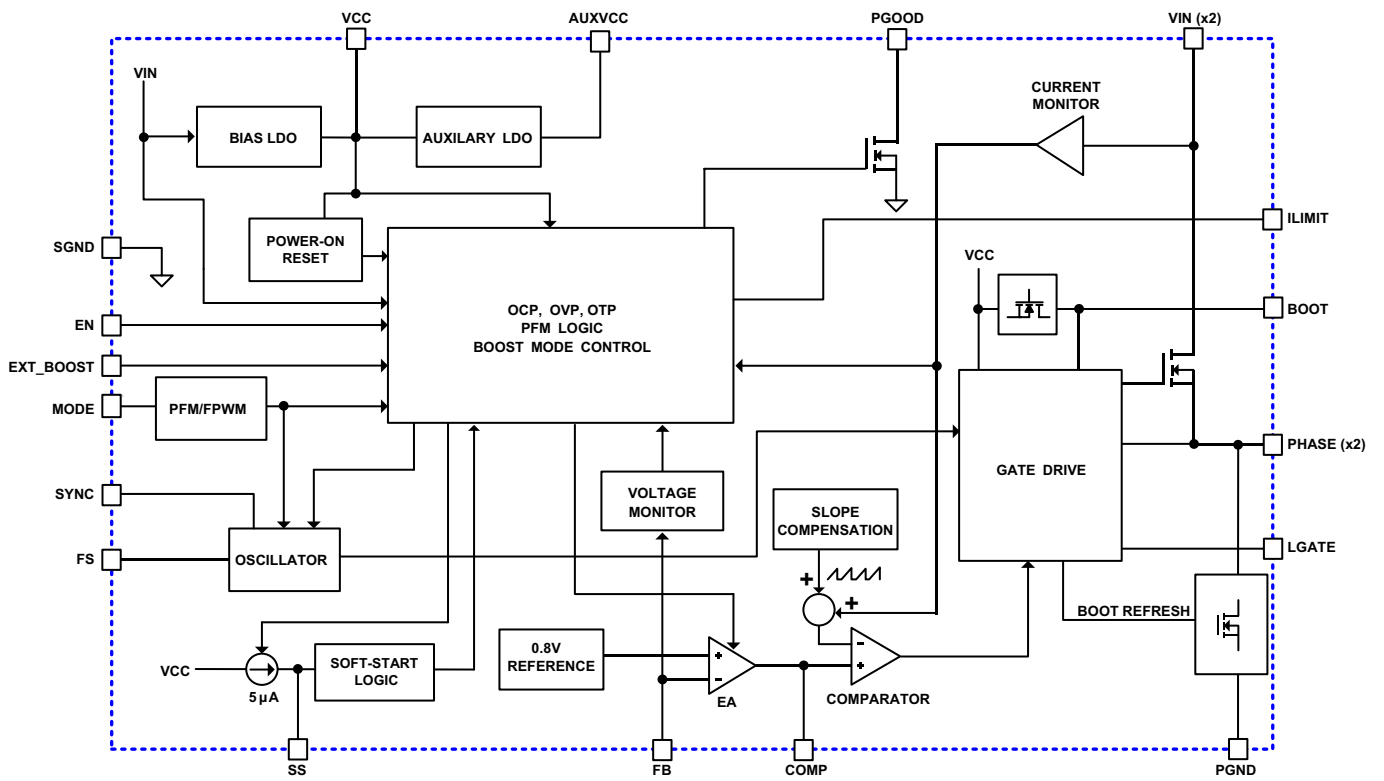 VCC
AUXVCC
PGOOD
VIN (x2)
VIN
CURRENT
MONITOR
BIAS LDO
AUXILARY LDO
SGND
POWER-ON
RESET
ILIMIT
VCC
OCP, OVP, OTP
PFM LOGIC
BOOST MODE CONTROL
BOOT
EN
EXT_BOOST
MODE
PFM/FPWM
PHASE (x2)
GATE DRIVE
SYNC
VOLTAGE
MONITOR
SLOPE
COMPENSATION
FS
OSCILLATOR
LGATE
+
+
BOOT REFRESH
0.8V
REFERENCE
+
-
EA
-
+
COMPARATOR
VCC
5 µA
SOFT-START
LOGIC
SS
FB
COMP
PGND